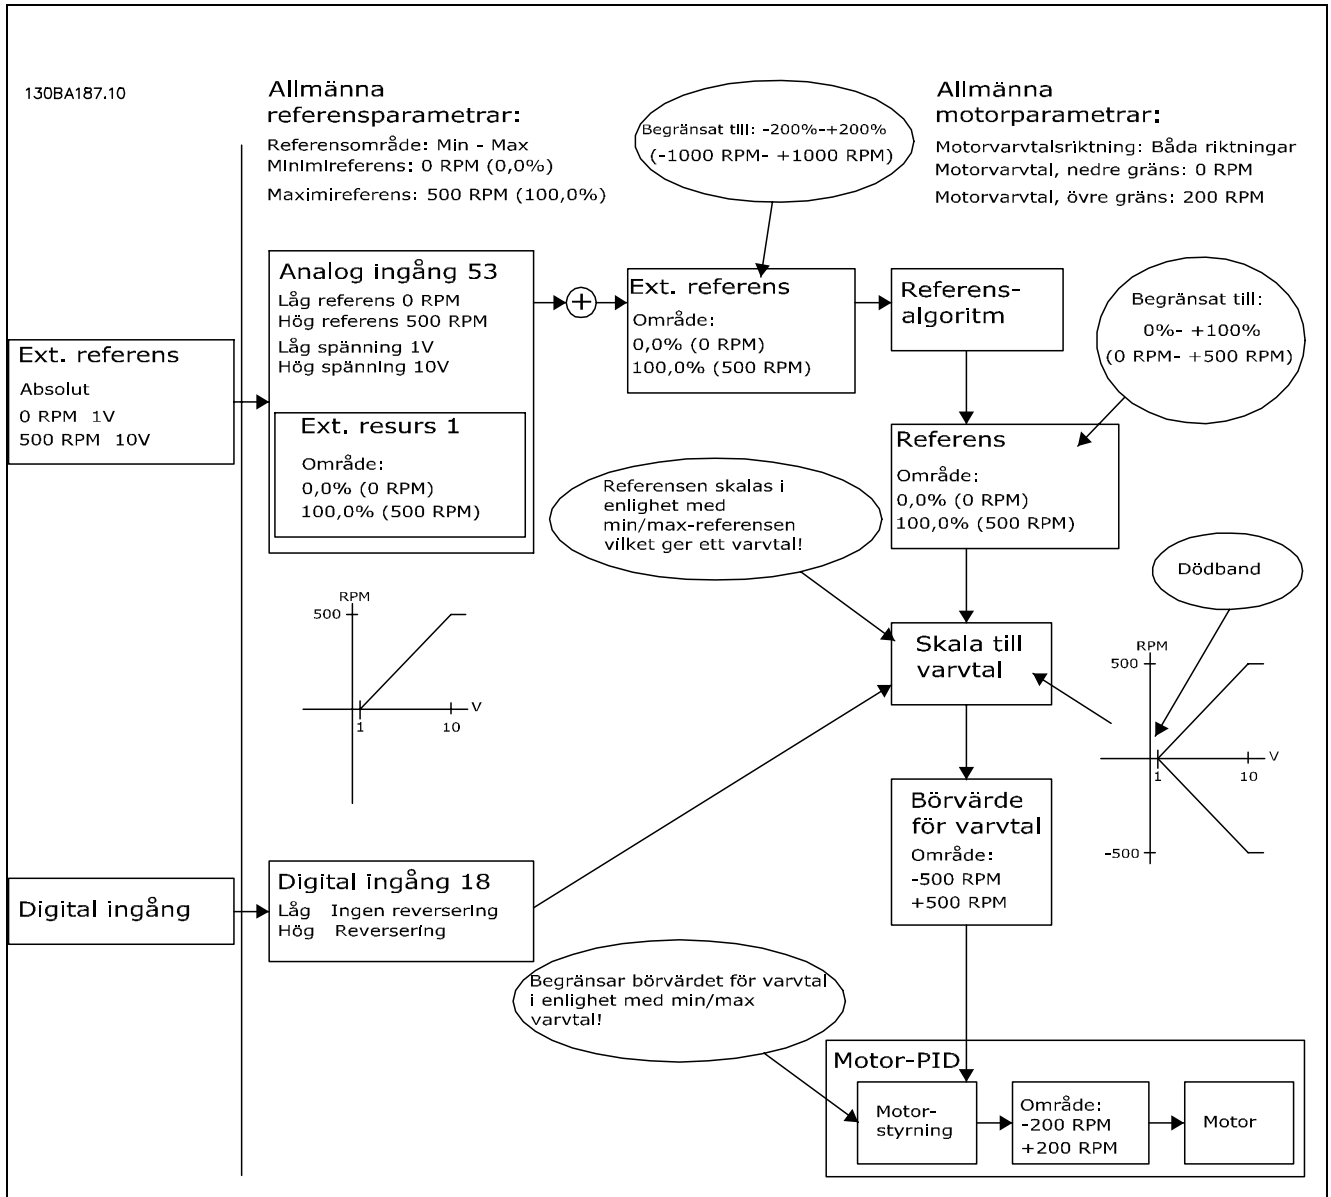 130BA187.10
Allmänna
referensparametrar:
Referensområde: Min - Max
Minimireferens: 0 RPM (0,0%)
Maximireferens: 500 RPM (100,0%)
Begränsat till: -200%-+200%
(-1000 RPM- +1000 RPM)
Allmänna
motorparametrar:
Motorvarvtalsriktning: Båda riktningar
Motorvarvtal, nedre gräns: 0 RPM
Motorvarvtal, övre gräns: 200 RPM
Ext. referens
Absolut
0 RPM 1V
500 RPM 10V
Analog ingång 53
Låg referens 0 RPM
Hög referens 500 RPM
Låg spänning 1V
Hög spänning 10V
Ext. resurs 1
Område:
0,0% (0 RPM)
100,0% (500 RPM)
+
Ext. referens
Område:
0,0% (0 RPM)
100,0% (500 RPM)
Referens-
algoritm
Begränsat till:
0%- +100%
(0 RPM- +500 RPM)
Referens
Område:
0,0% (0 RPM)
100,0% (500 RPM)
Referensen skalas i
enlighet med
min/max-referensen
vilket ger ett varvtal!
Dödband
RPM
500
V
1
10
Skala till
varvtal
RPM
500
V
1
10
-500
Börvärde
för varvtal
Område:
-500 RPM
+500 RPM
Digital ingång
Digital ingång 18
Låg Ingen reversering
Hög Reversering
Begränsar börvärdet för varvtal
i enlighet med min/max
varvtal!
Motor-PID
Motor-
styrning
Område:
-200 RPM
+200 RPM
Motor